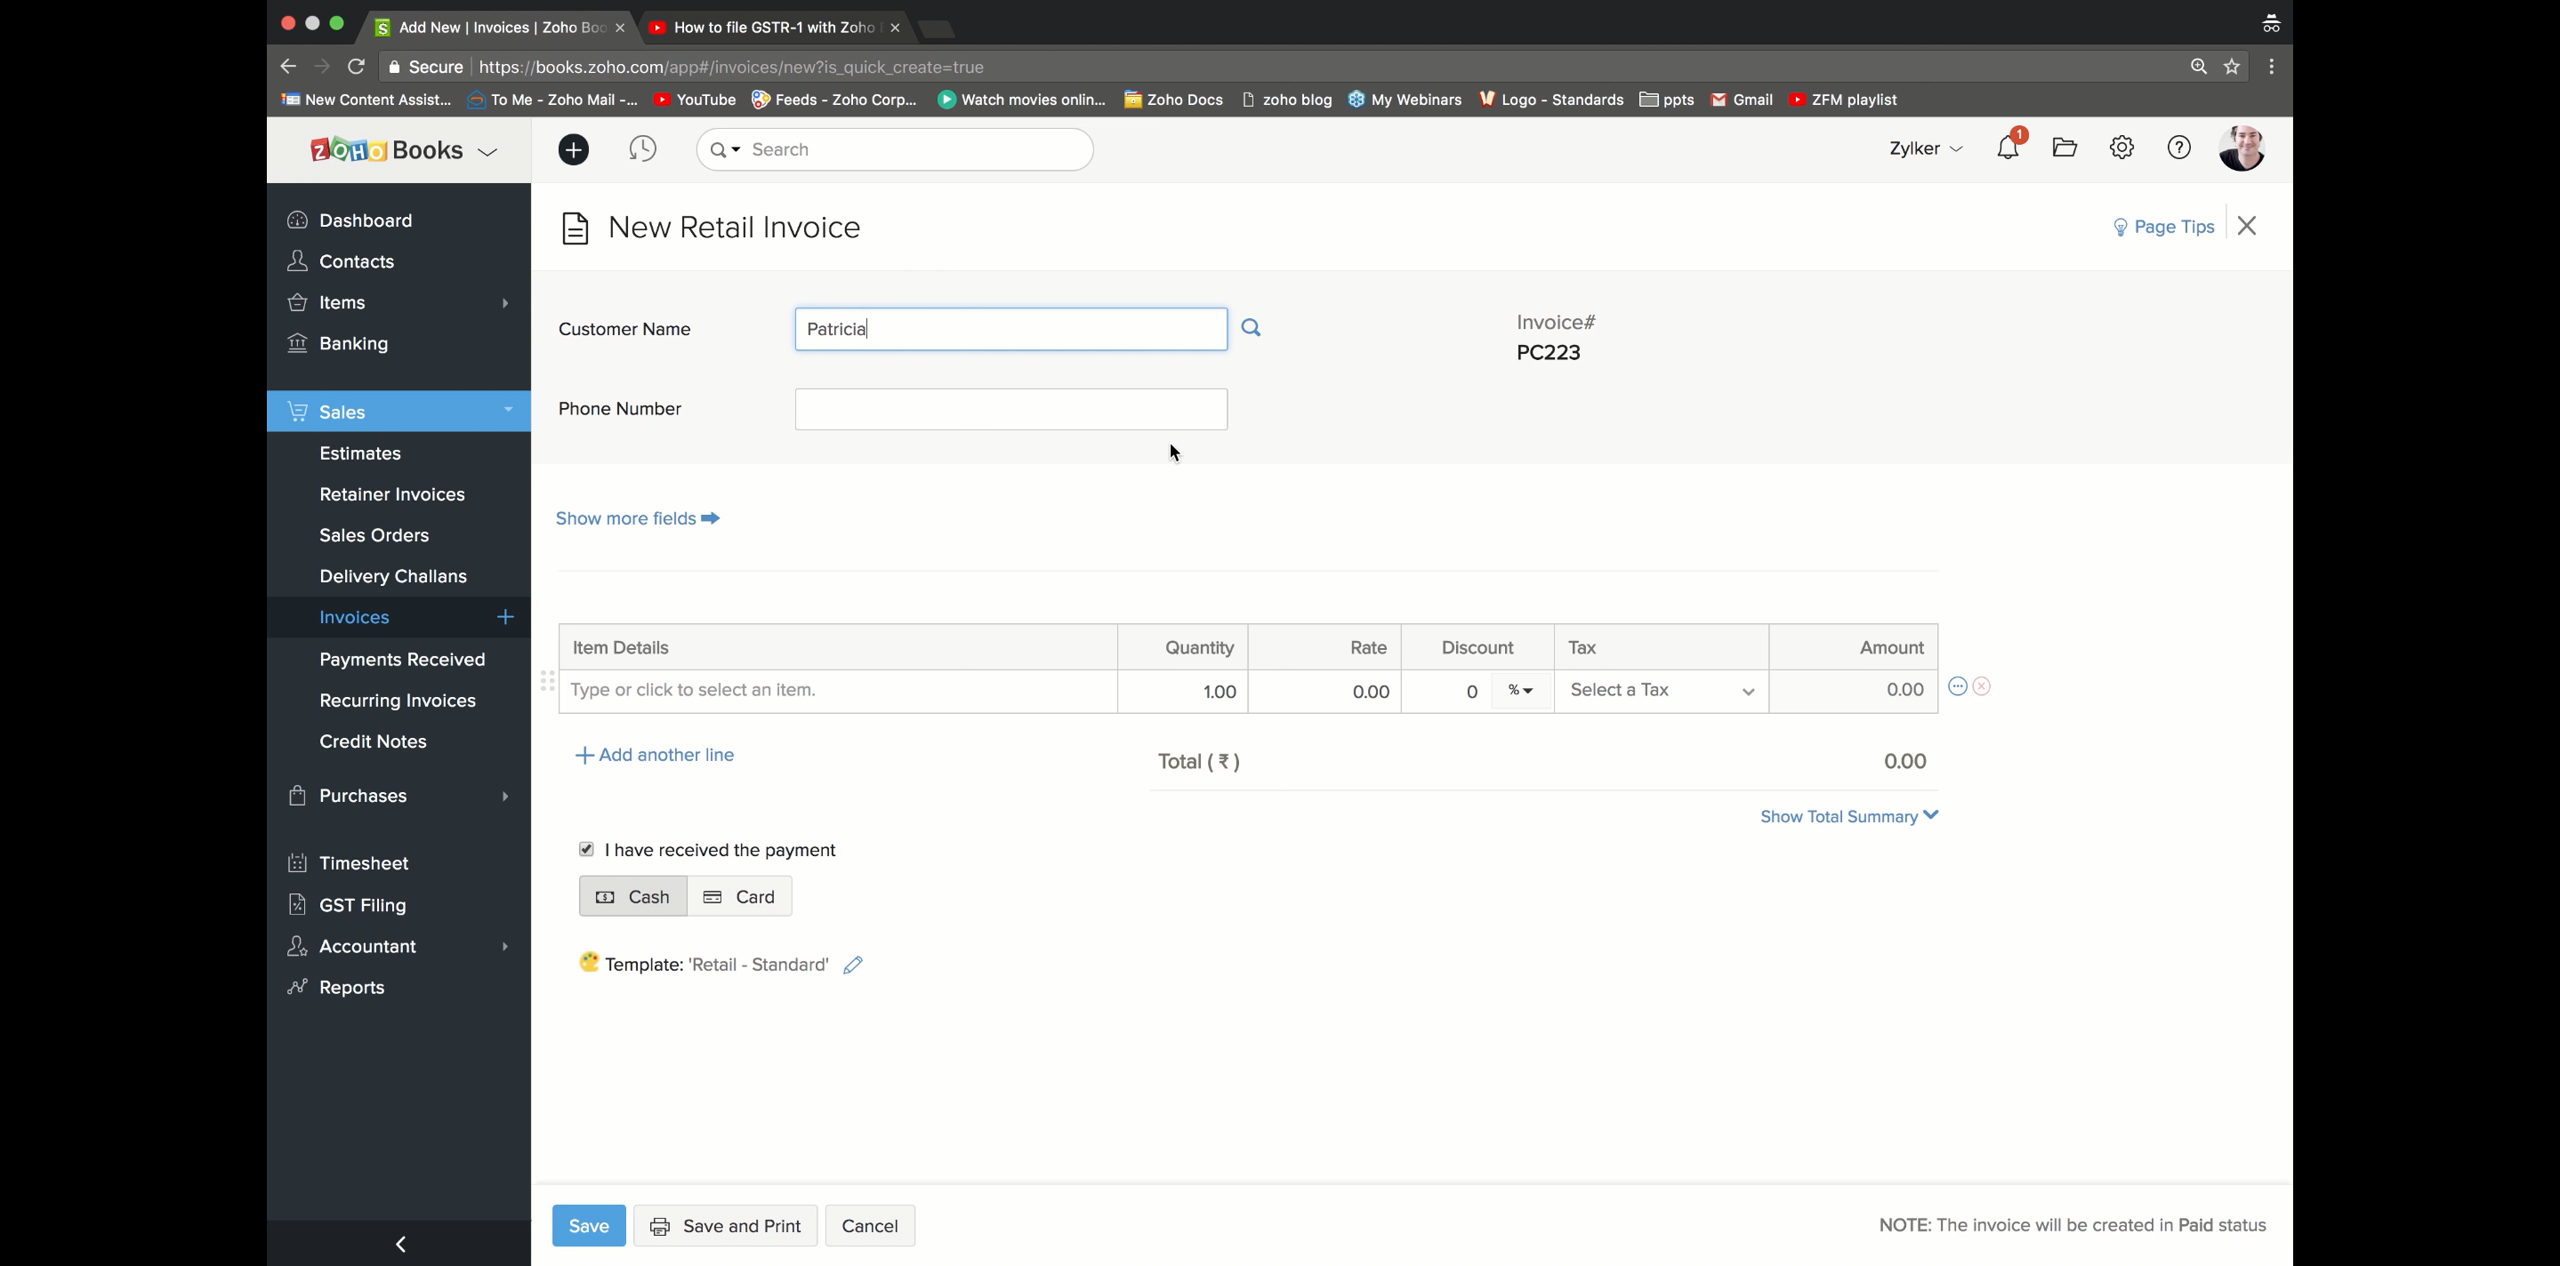 Add New | Invoices | Zoho Boo
How to file GSTR-1 with Zoho
Secure https://books.zoho.com/app#/invoices/new?is_quick_create=true
New Content Assist... To Me - Zoho Mail -... YouTube Feeds - Zoho Corp... Watch movies onlin... Zoho Docs zoho blog My Webinars Logo - Standards ppts Gmail ZFM playlist
ZOHO Books
Search
Zylker
1
Dashboard
Contacts
Items
Banking
Sales
Estimates
Retainer Invoices
Sales Orders
Delivery Challans
Invoices
Payments Received
Recurring Invoices
Credit Notes
Purchases
Timesheet
GST Filing
Accountant
Reports
New Retail Invoice
Page Tips
Customer Name Patricia
Invoice#
PC223
Phone Number
Show more fields
Item Details Quantity Rate Discount Tax Amount
Type or click to select an item. 1.00 0.00 0 % Select a Tax 0.00
Add another line
Total ( ₹ ) 0.00
Show Total Summary
I have received the payment
Cash Card
Template: 'Retail - Standard'
Save Save and Print Cancel
NOTE: The invoice will be created in Paid status